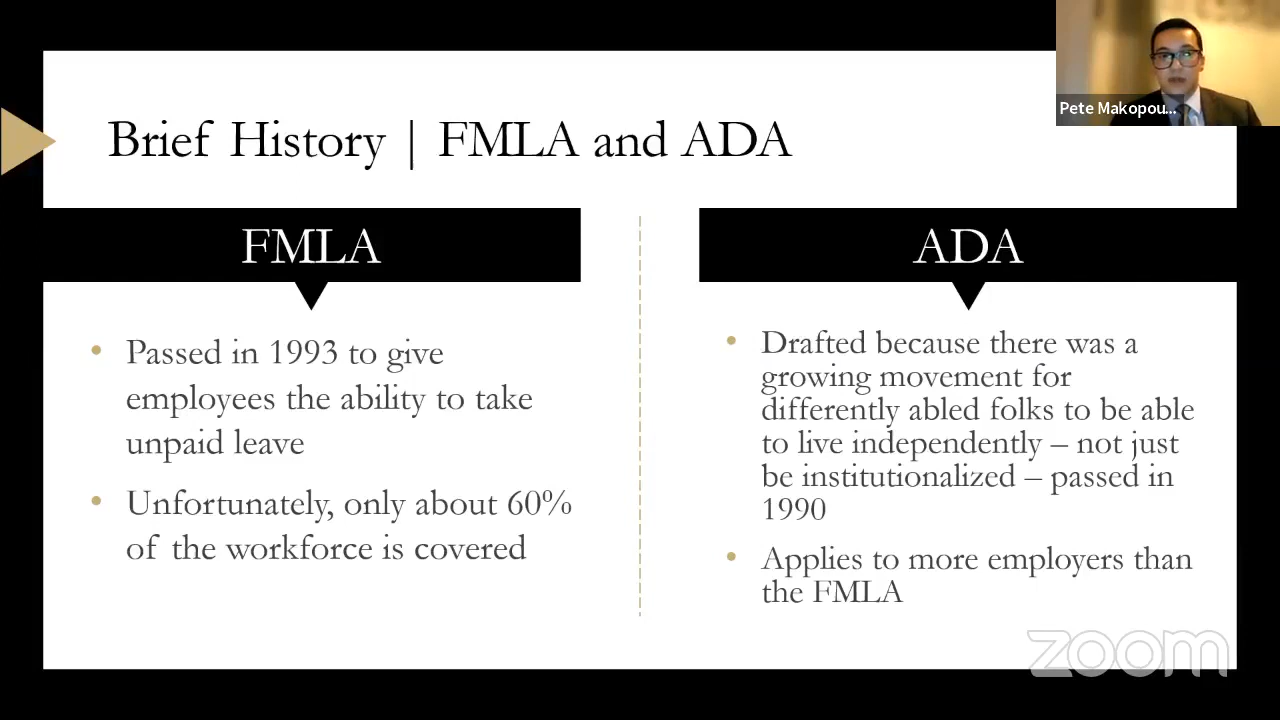 Pete Makopou...
Brief History | FMLA and ADA
FMLA
Passed in 1993 to give
employees the ability to take
unpaid leave
Unfortunately, only about 60%
of the workforce is covered
ADA
Drafted because there was a
growing movement for
differently abled folks to be able
to live independently – not just
be institutionalized – passed in
1990
Applies to more employers than
the FMLA
zoom